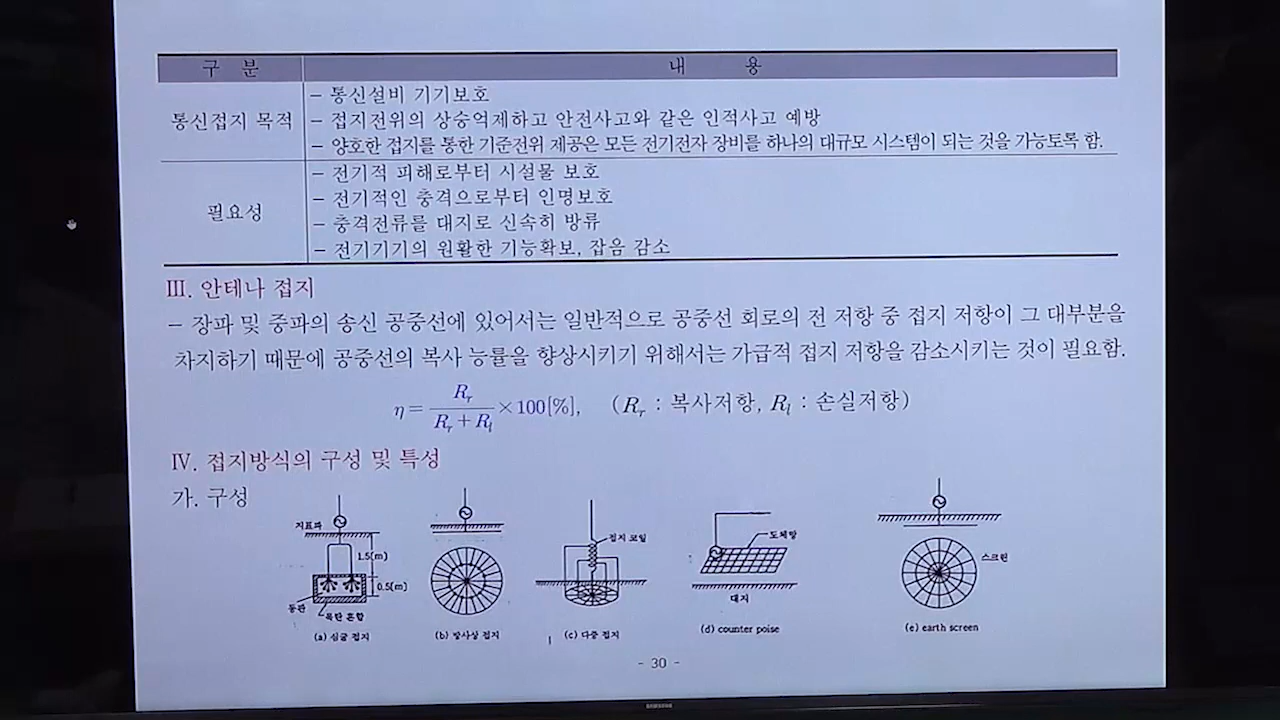 구 분 내 용
통신접지 목적
- 통신설비 기기보호
- 접지전위의 상승억제하고 안전사고와 같은 인적사고 예방
- 양호한 접지를 통한 기준전위 제공은 모든 전기전자 장비를 하나의 대규모 시스템이 되는 것을 가능토록 함.
필요성
- 전기적 피해로부터 시설물 보호
- 전기적인 충격으로부터 인명보호
- 충격전류를 대지로 신속히 방류
- 전기기기의 원활한 기능확보, 잡음 감소
Ⅲ. 안테나 접지
- 장파 및 중파의 송신 공중선에 있어서는 일반적으로 공중선 회로의 전 저항 중 접지 저항이 그 대부분을
차지하기 때문에 공중선의 복사 능률을 향상시키기 위해서는 가급적 접지 저항을 감소시키는 것이 필요함.
η = R_r / (R_r + R_l) × 100[%], (R_r : 복사저항, R_l : 손실저항)
Ⅳ. 접지방식의 구성 및 특성
가. 구성
지표파
1.5[m]
0.5[m]
동판
목탄 혼합
(a) 심굴 접지
(b) 방사상 접지
접지 코일
(c) 다중 접지
도체망
대지
(d) counter poise
스크린
(e) earth screen
- 30 -
SAMSUNG